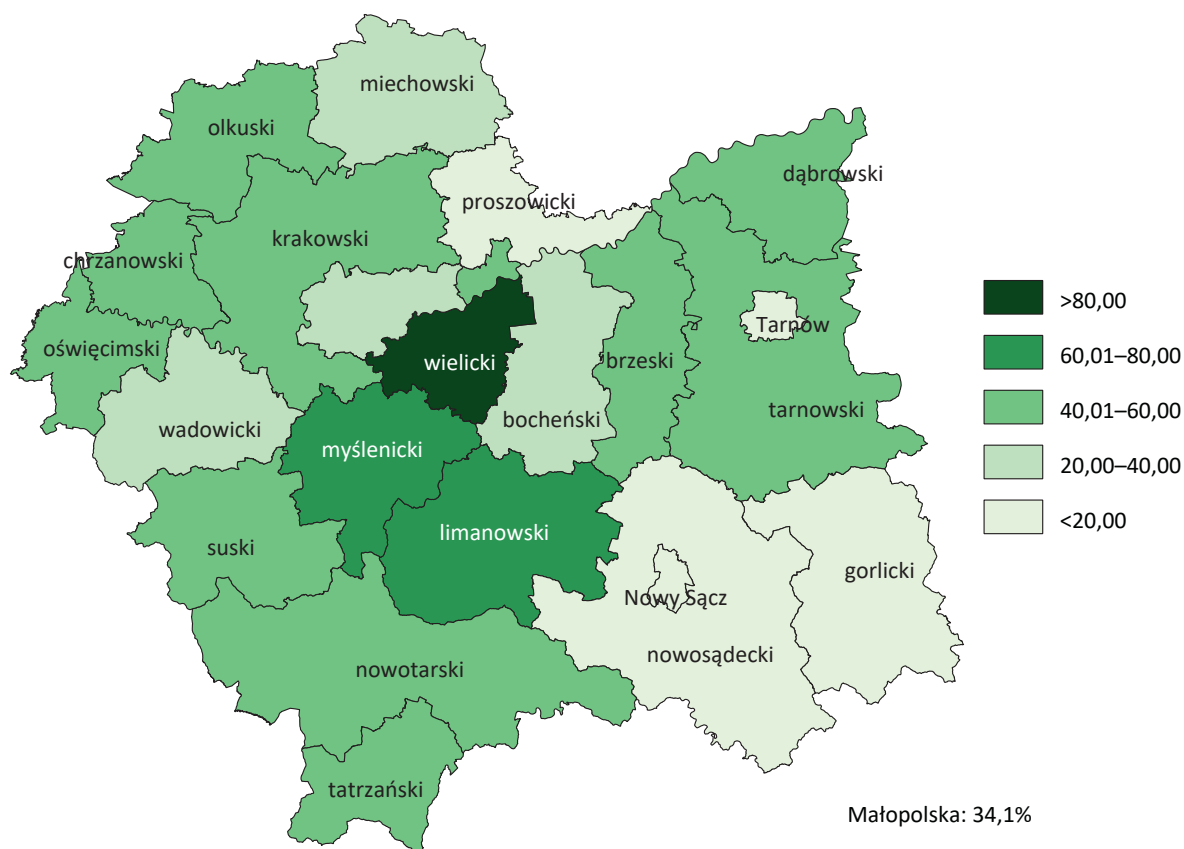 miechowski
olkuski
dąbrowski
proszowicki
krakowski
chrzanowski
>80,00
Tarnów
oświęcimski
wielicki
brzeski
60,01–80,00
tarnowski
40,01–60,00
bocheński
wadowicki
myślenicki
20,00–40,00
<20,00
limanowski
suski
gorlicki
Nowy Sącz
nowosądecki
nowotarski
tatrzański
Małopolska: 34,1%